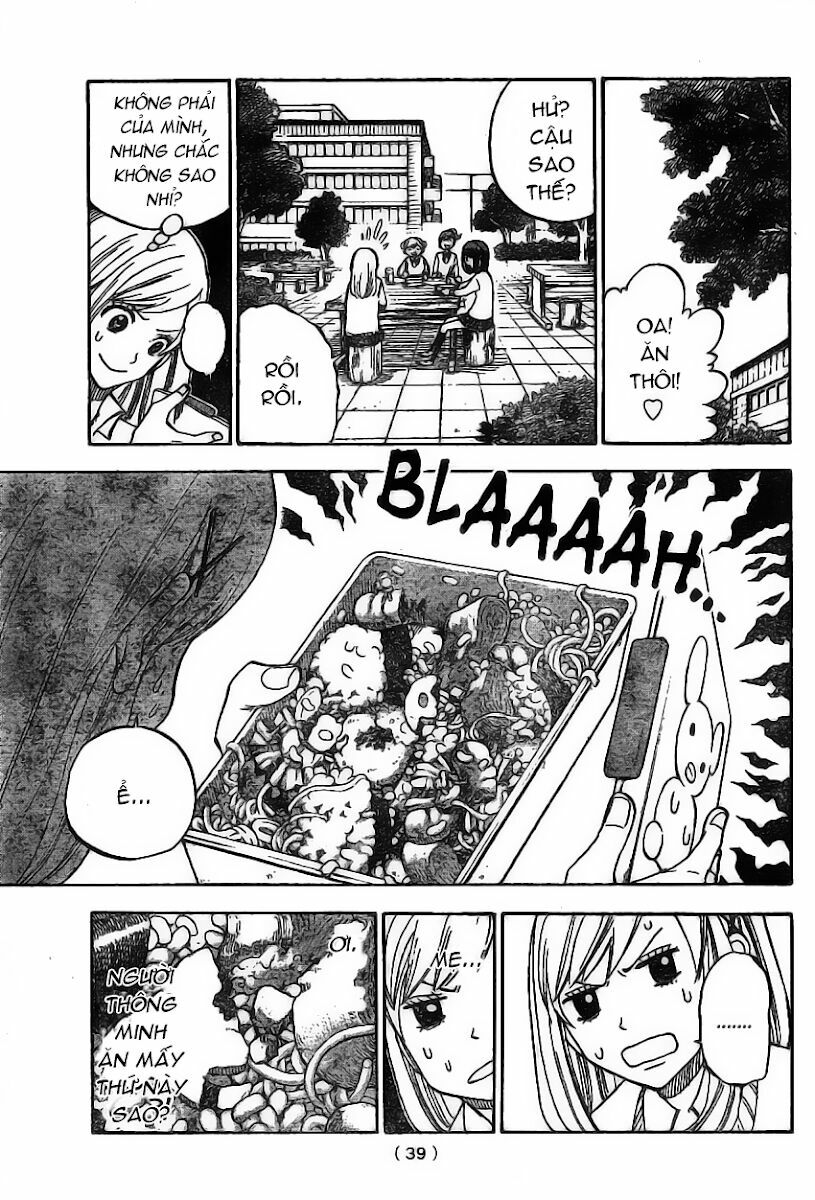 OA!
ĂN
THÔI!
♡
HỬ?
CẬU
SAO
THẾ?
RỒI
RỒI.
KHÔNG PHẢI
CỦA MÌNH,
NHƯNG CHẮC
KHÔNG SAO
NHỈ?
BLAAAAAH...
Ể...
........
MẸ...
ƠI,
NGƯỜI
THÔNG
MINH
ĂN MẤY
THỨ NÀY
SAO?
( 39 )